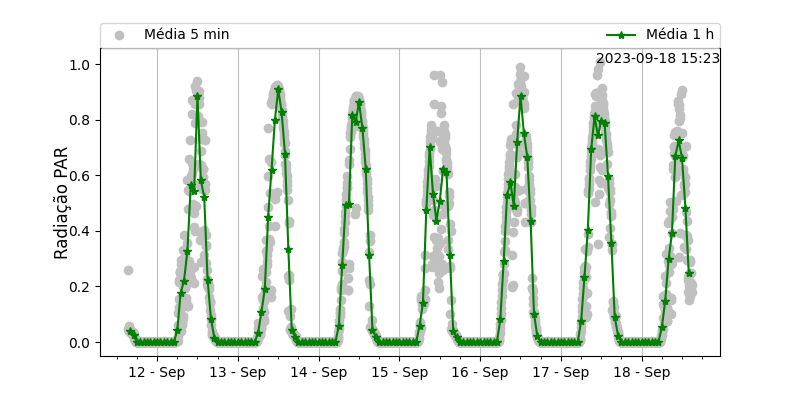 Média 5 min
Média 1 h
2023-09-18 15:23
Radiação PAR
1.0
0.8
0.6
0.4
0.2
0.0
12 - Sep
13 - Sep
14 - Sep
15 - Sep
16 - Sep
17 - Sep
18 - Sep